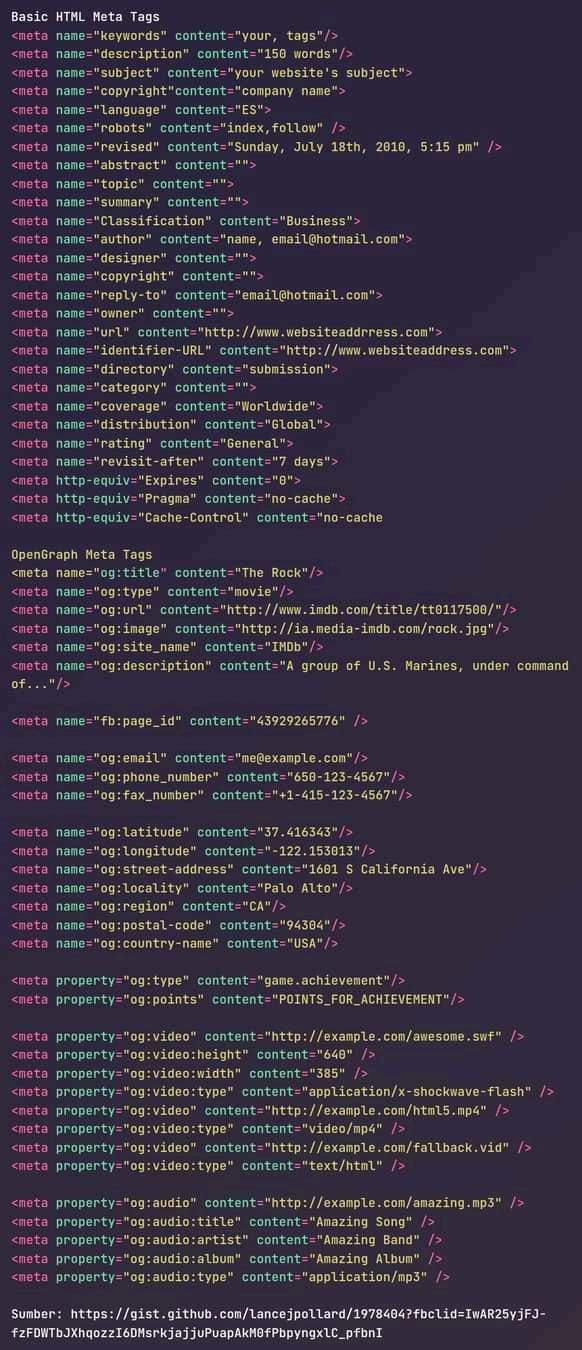 Basic HTML Meta Tags
<meta name="keywords" content="your, tags"/>
<meta name="description" content="150 words"/>
<meta name="subject" content="your website's subject">
<meta name="copyright"content="company name">
<meta name="language" content="ES">
<meta name="robots" content="index,follow" />
<meta name="revised" content="Sunday, July 18th, 2010, 5:15 pm" />
<meta name="abstract" content="">
<meta name="topic" content="">
<meta name="summary" content="">
<meta name="Classification" content="Business">
<meta name="author" content="name, email@hotmail.com">
<meta name="designer" content="">
<meta name="copyright" content="">
<meta name="reply-to" content="email@hotmail.com">
<meta name="owner" content="">
<meta name="url" content="http://www.websiteaddrress.com">
<meta name="identifier-URL" content="http://www.websiteaddress.com">
<meta name="directory" content="submission">
<meta name="category" content="">
<meta name="coverage" content="Worldwide">
<meta name="distribution" content="Global">
<meta name="rating" content="General">
<meta name="revisit-after" content="7 days">
<meta http-equiv="Expires" content="0">
<meta http-equiv="Pragma" content="no-cache">
<meta http-equiv="Cache-Control" content="no-cache

OpenGraph Meta Tags
<meta name="og:title" content="The Rock"/>
<meta name="og:type" content="movie"/>
<meta name="og:url" content="http://www.imdb.com/title/tt0117500/"/>
<meta name="og:image" content="http://ia.media-imdb.com/rock.jpg"/>
<meta name="og:site_name" content="IMDb"/>
<meta name="og:description" content="A group of U.S. Marines, under command
of..."/>

<meta name="fb:page_id" content="43929265776" />

<meta name="og:email" content="me@example.com"/>
<meta name="og:phone_number" content="650-123-4567"/>
<meta name="og:fax_number" content="+1-415-123-4567"/>

<meta name="og:latitude" content="37.416343"/>
<meta name="og:longitude" content="-122.153013"/>
<meta name="og:street-address" content="1601 S California Ave"/>
<meta name="og:locality" content="Palo Alto"/>
<meta name="og:region" content="CA"/>
<meta name="og:postal-code" content="94304"/>
<meta name="og:country-name" content="USA"/>

<meta property="og:type" content="game.achievement"/>
<meta property="og:points" content="POINTS_FOR_ACHIEVEMENT"/>

<meta property="og:video" content="http://example.com/awesome.swf" />
<meta property="og:video:height" content="640" />
<meta property="og:video:width" content="385" />
<meta property="og:video:type" content="application/x-shockwave-flash" />
<meta property="og:video" content="http://example.com/html5.mp4" />
<meta property="og:video:type" content="video/mp4" />
<meta property="og:video" content="http://example.com/fallback.vid" />
<meta property="og:video:type" content="text/html" />

<meta property="og:audio" content="http://example.com/amazing.mp3" />
<meta property="og:audio:title" content="Amazing Song" />
<meta property="og:audio:artist" content="Amazing Band" />
<meta property="og:audio:album" content="Amazing Album" />
<meta property="og:audio:type" content="application/mp3" />

Sumber: https://gist.github.com/lancejpollard/1978404?fbclid=IwAR25yjFJ-
fzFDWTbJXhqozzI6DMsrkjajjuPuapAkM0fPbpyngxlC_pfbnI